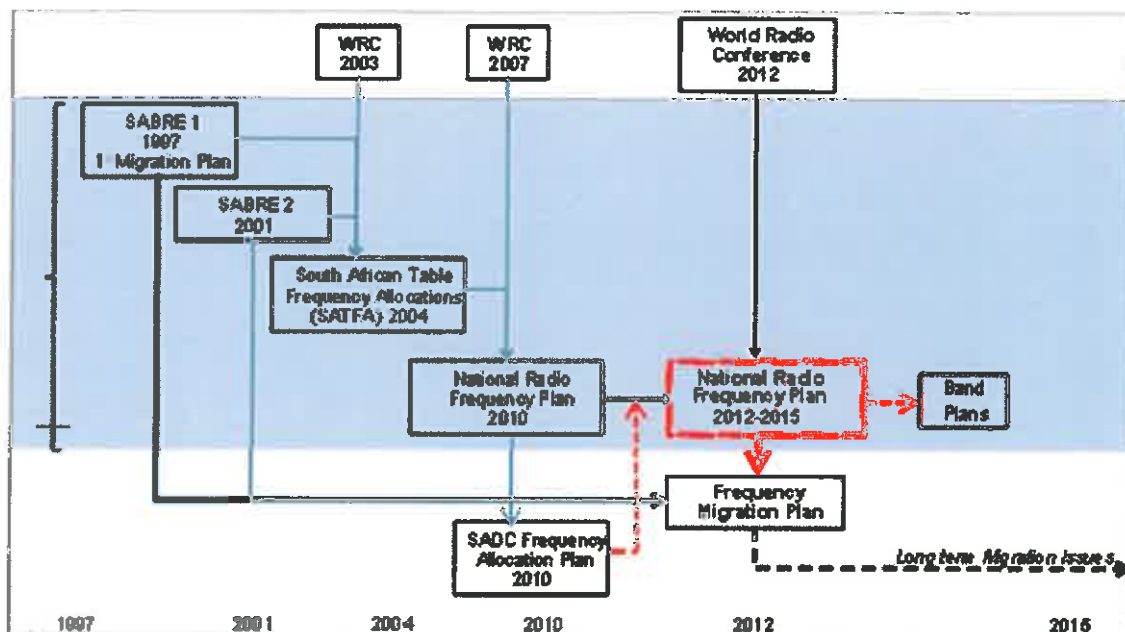 WRC
2003
WRC
2007
World Radio
Conference
2012
SABRE 1
1997
1 Migration Plan
SABRE 2
2001
South African Table
Frequency Allocations
(SATFA) 2004
National Radio
Frequency Plan
2010
National Radio
Frequency Plan
2012-2015
Band
Plans
Frequency
Migration Plan
SADC Frequency
Allocation Plan
2010
Long term Migration Issues
1997
2001
2004
2010
2012
2015